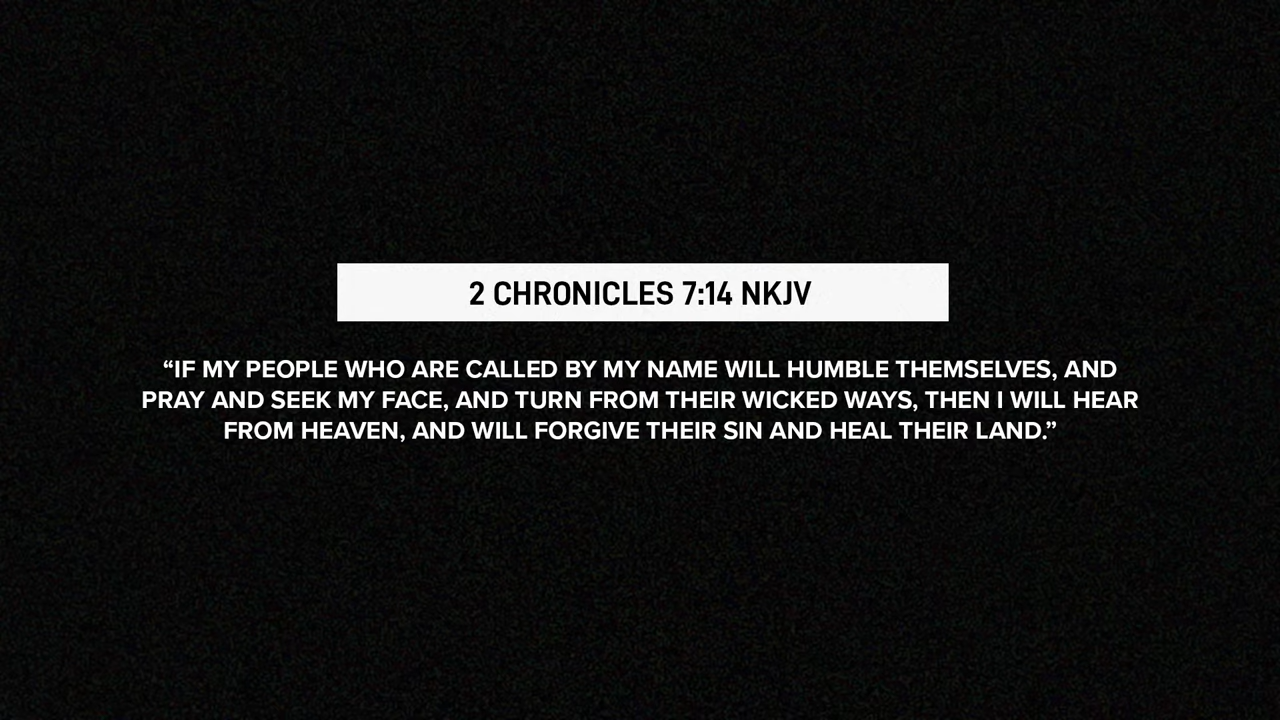 2 CHRONICLES 7:14 NKJV
“IF MY PEOPLE WHO ARE CALLED BY MY NAME WILL HUMBLE THEMSELVES, AND
PRAY AND SEEK MY FACE, AND TURN FROM THEIR WICKED WAYS, THEN I WILL HEAR
FROM HEAVEN, AND WILL FORGIVE THEIR SIN AND HEAL THEIR LAND.”